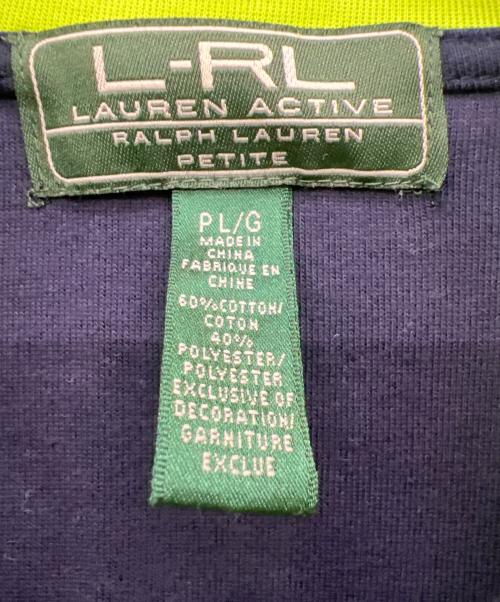 L-RL
LAUREN ACTIVE
RALPH LAUREN
PETITE
PL/G
MADE IN
CHINA
FABRIQUE EN
CHINE
60%COTTON/
COTON
40%
POLYESTER/
POLYESTER
EXCLUSIVE OF
DECORATION/
GARNITURE
EXCLUE